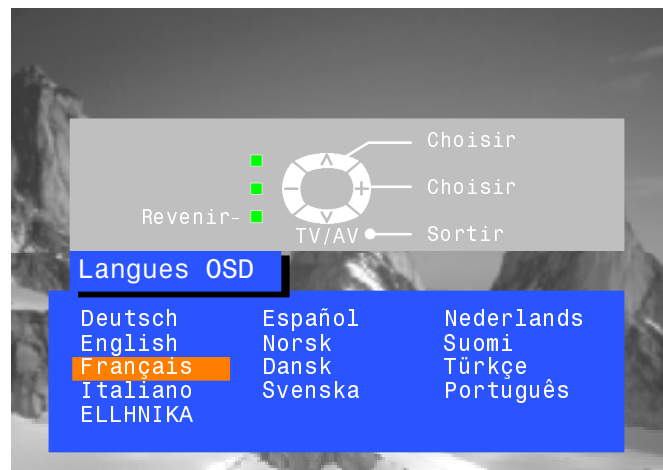 Choisir
Choisir
Revenir-
TV/AV Sortir
Langues OSD
Deutsch Español Nederlands
English Norsk Suomi
Français Dansk Türkçe
Italiano Svenska Português
ELLHNIKA